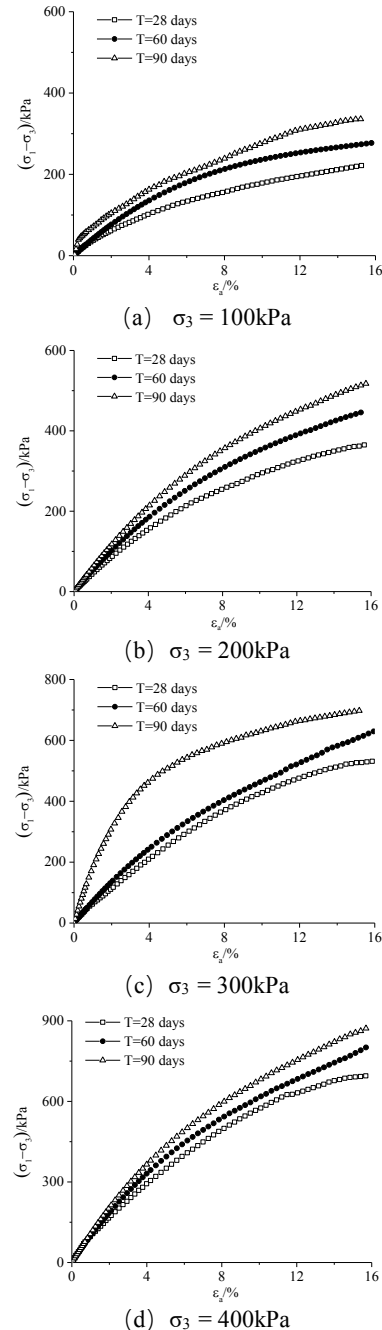 600
T=28 days
T=60 days
T=90 days
400
(σ₁−σ₃)/kPa
200
0
0 4 8 12 16
εₐ/%
(a) σ₃ = 100kPa
600
T=28 days
T=60 days
T=90 days
400
(σ₁−σ₃)/kPa
200
0
0 4 8 12 16
εₐ/%
(b) σ₃ = 200kPa
800
T=28 days
T=60 days
T=90 days
600
(σ₁−σ₃)/kPa
400
200
0
0 4 8 12 16
εₐ/%
(c) σ₃ = 300kPa
900
T=28 days
T=60 days
T=90 days
600
(σ₁−σ₃)/kPa
300
0
0 4 8 12 16
εₐ/%
(d) σ₃ = 400kPa